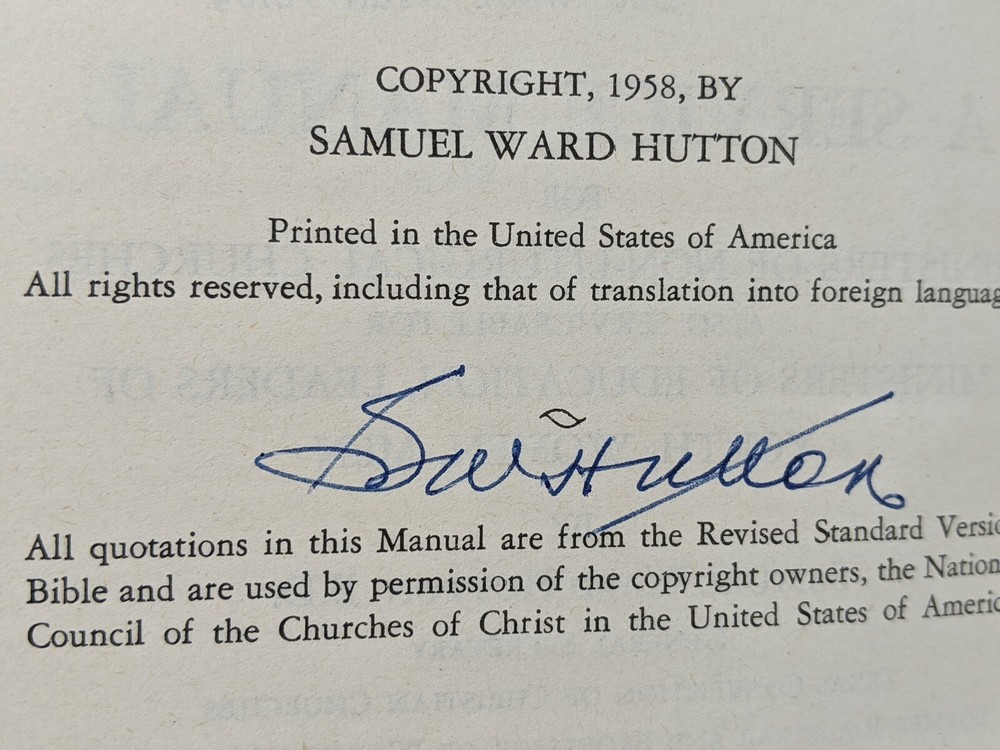 COPYRIGHT, 1958, BY
SAMUEL WARD HUTTON
Printed in the United States of America
All rights reserved, including that of translation into foreign languag
SW Hutton
All quotations in this Manual are from the Revised Standard Versio
Bible and are used by permission of the copyright owners, the Nation
Council of the Churches of Christ in the United States of Americ